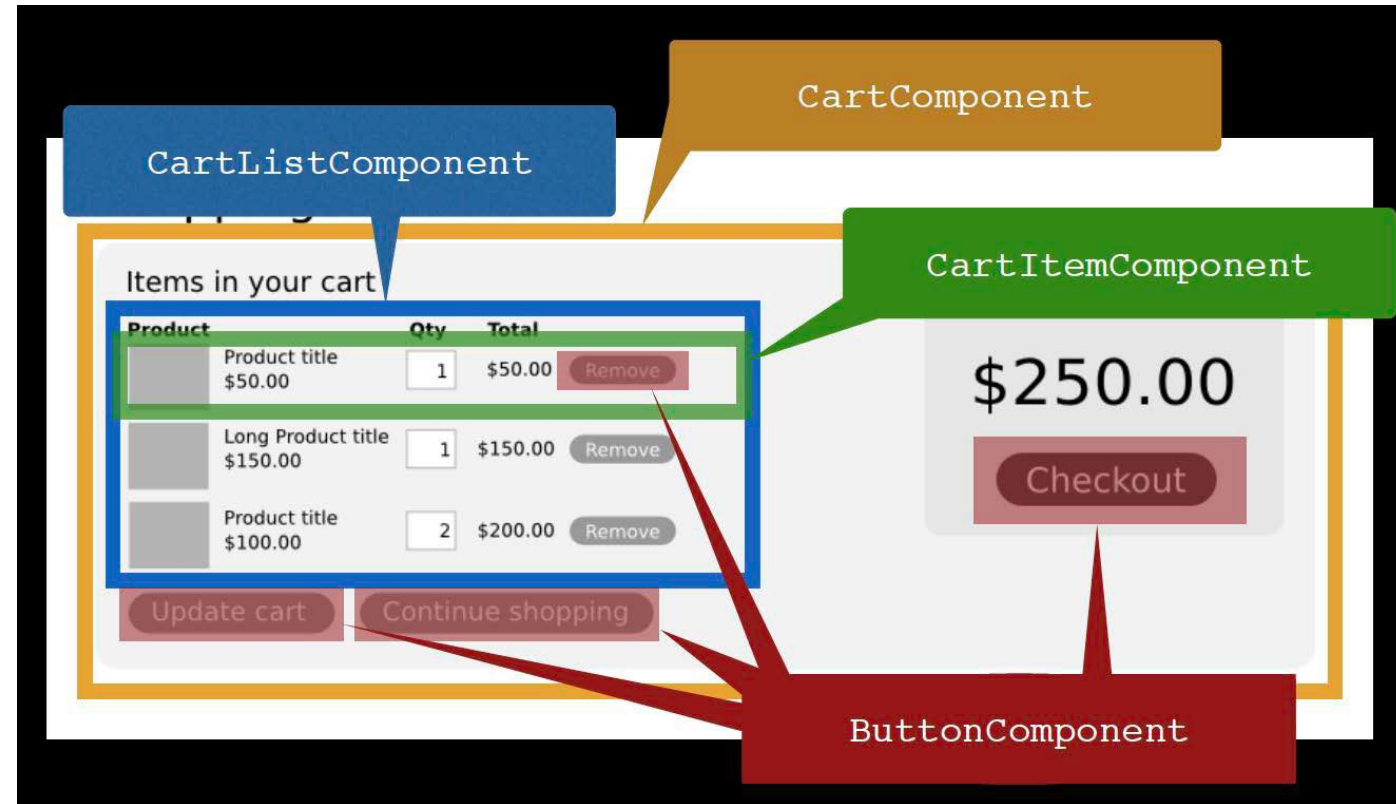 CartComponent
CartListComponent
CartItemComponent
Items in your cart
Product Qty Total
Product title
$50.00
1 $50.00 Remove
Long Product title
$150.00
1 $150.00 Remove
Product title
$100.00
2 $200.00 Remove
$250.00
Checkout
Update cart Continue shopping
ButtonComponent